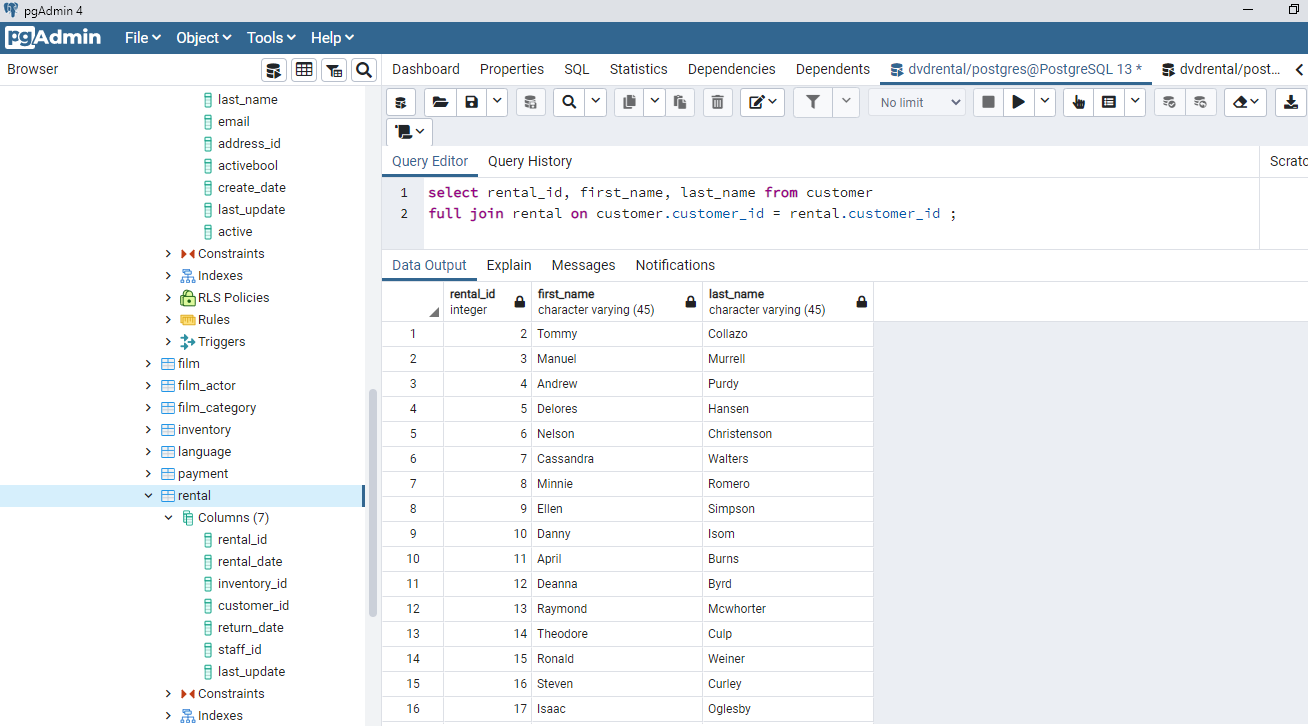 pgAdmin 4
pgAdmin File Object Tools Help
Browser
last_name
email
address_id
activebool
create_date
last_update
active
Constraints
Indexes
RLS Policies
Rules
Triggers
film
film_actor
film_category
inventory
language
payment
rental
Columns (7)
rental_id
rental_date
inventory_id
customer_id
return_date
staff_id
last_update
Constraints
Indexes
Dashboard Properties SQL Statistics Dependencies Dependents dvdrental/postgres@PostgreSQL 13 * dvdrental/post...
No limit
Query Editor Query History Scratc
1 select rental_id, first_name, last_name from customer
2 full join rental on customer.customer_id = rental.customer_id ;
Data Output Explain Messages Notifications
rental_id first_name last_name
integer character varying (45) character varying (45)
1 2 Tommy Collazo
2 3 Manuel Murrell
3 4 Andrew Purdy
4 5 Delores Hansen
5 6 Nelson Christenson
6 7 Cassandra Walters
7 8 Minnie Romero
8 9 Ellen Simpson
9 10 Danny Isom
10 11 April Burns
11 12 Deanna Byrd
12 13 Raymond Mcwhorter
13 14 Theodore Culp
14 15 Ronald Weiner
15 16 Steven Curley
16 17 Isaac Oglesby